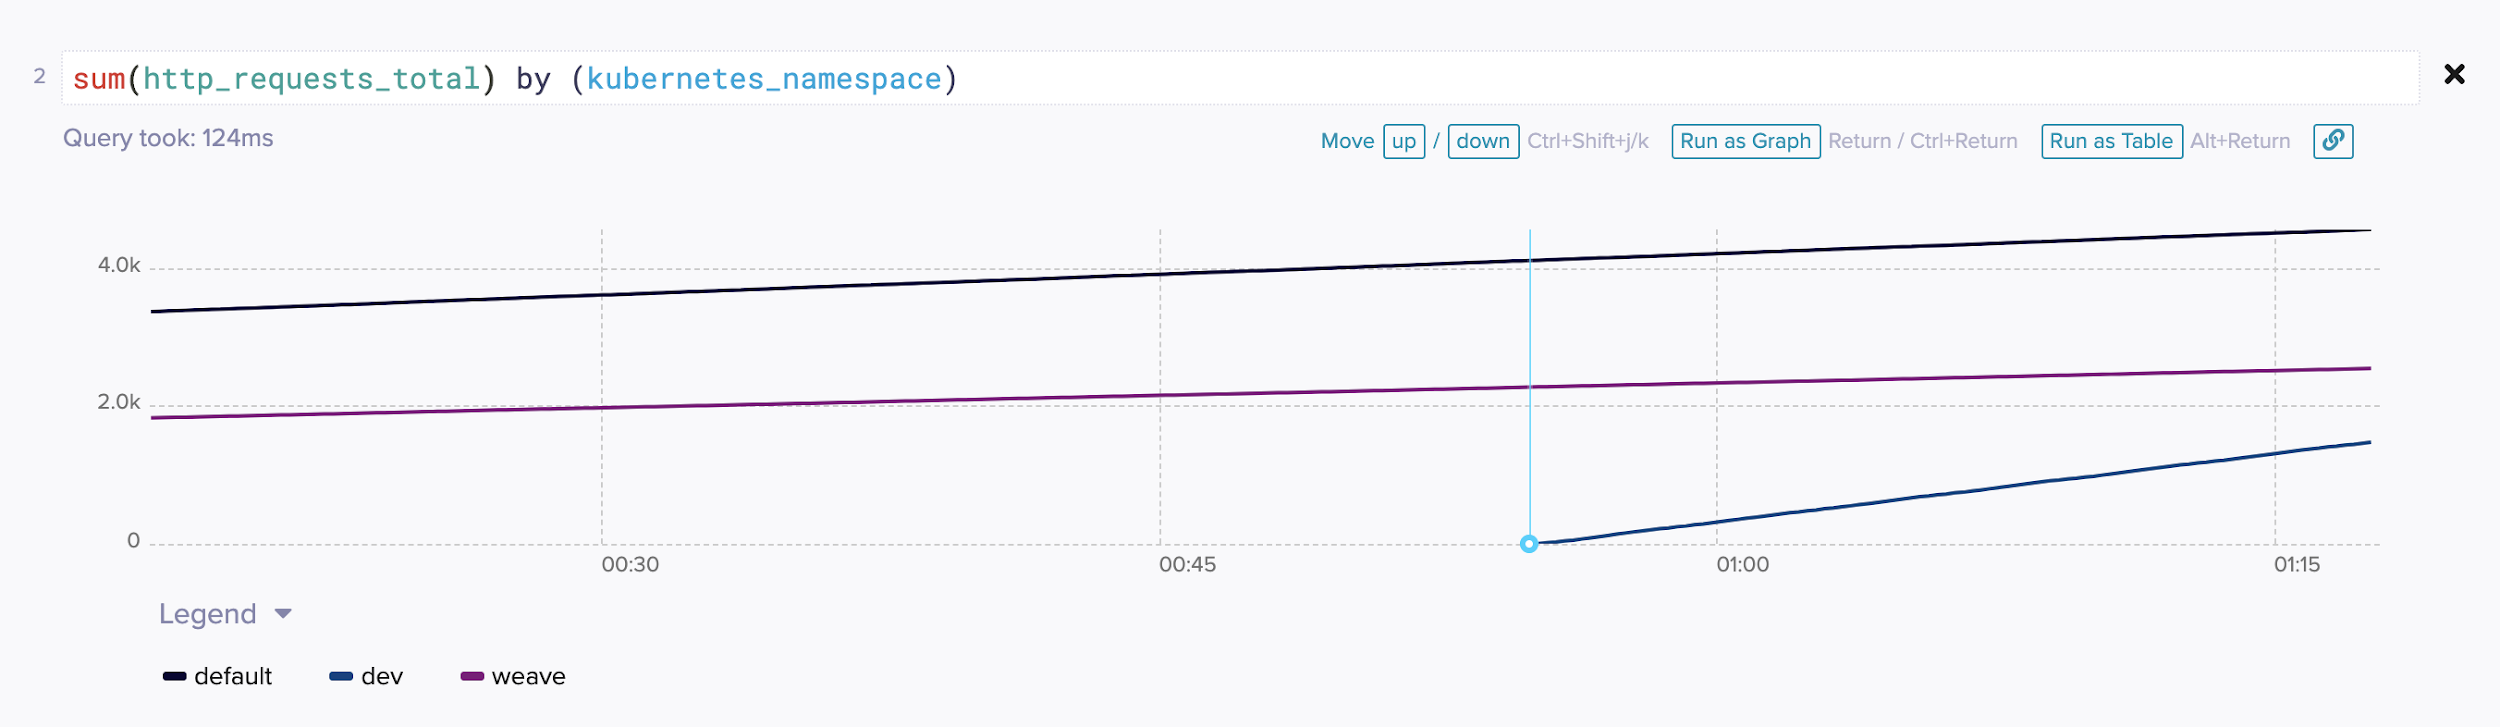 2 sum(http_requests_total) by (kubernetes_namespace)
Query took: 124ms Move up / down Ctrl+Shift+j/k Run as Graph Return / Ctrl+Return Run as Table Alt+Return
4.0k
2.0k
0
00:30 00:45 01:00 01:15
Legend
default dev weave